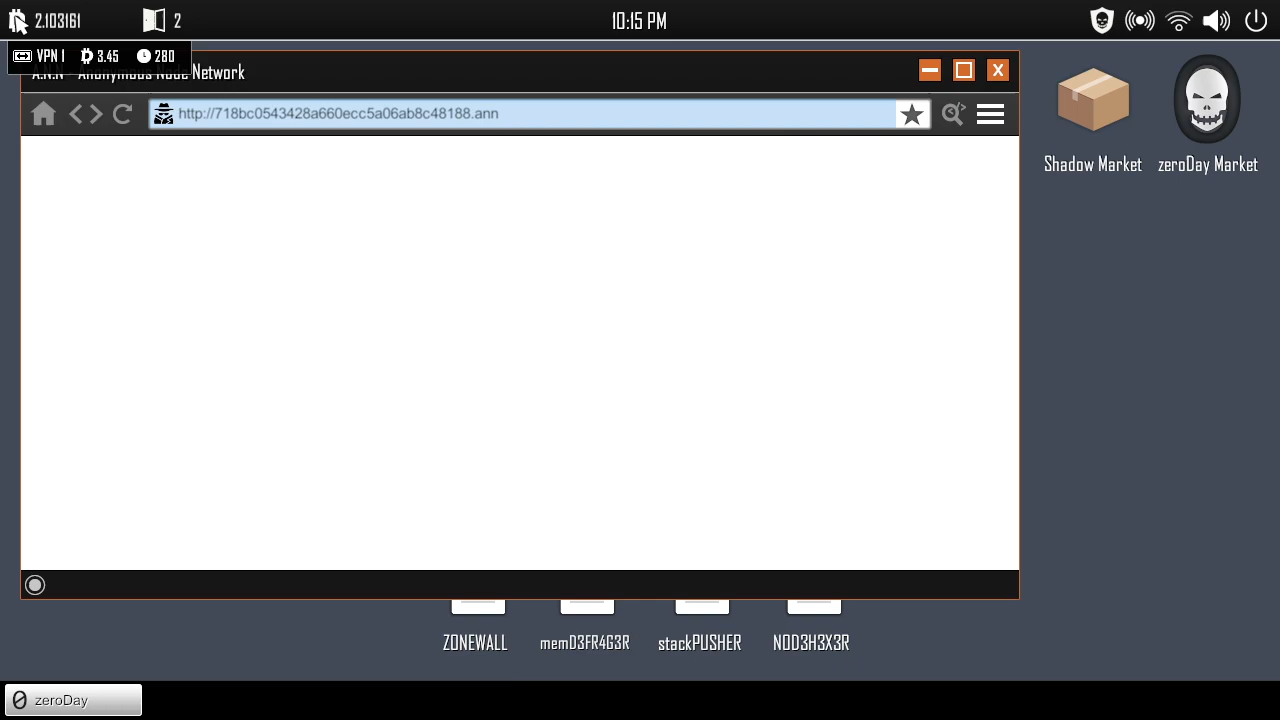 2.103161
2
10:15 PM
VPN 1
3.45
280
A.N.N - Anonymous Node Network
http://718bc0543428a660ecc5a06ab8c48188.ann
Shadow Market
zeroDay Market
ZONEWALL
memD3FR4G3R
stackPUSHER
NOD3H3X3R
zeroDay